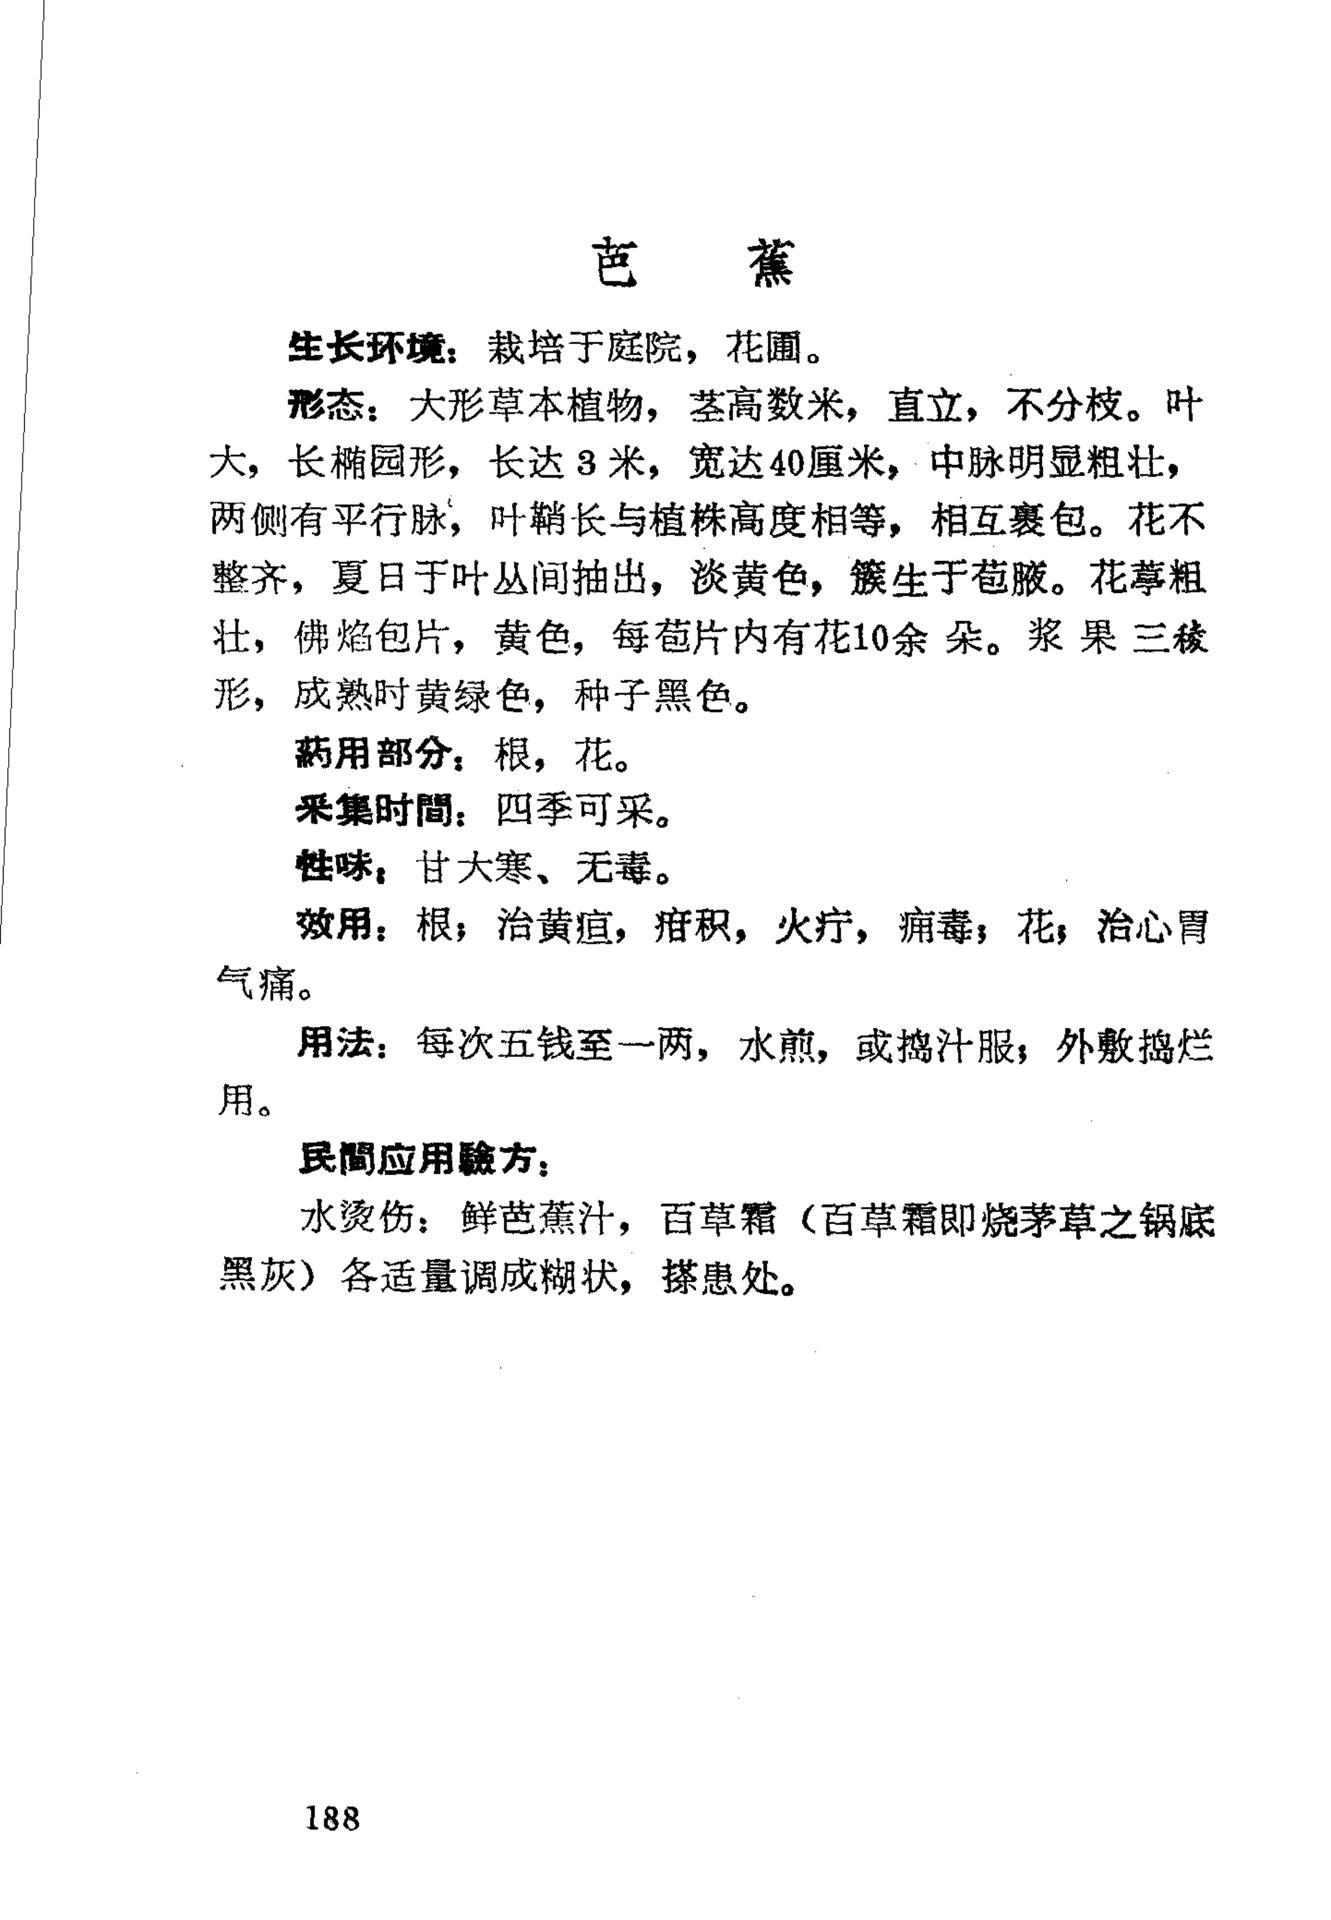 芭蕉
生长环境：栽培于庭院，花圃。
形态：大形草本植物，茎高数米，直立，不分枝。叶
大，长椭园形，长达3米，宽达40厘米，中脉明显粗壮，
两侧有平行脉，叶鞘长与植株高度相等，相互裹包。花不
整齐，夏日于叶丛间抽出，淡黄色，簇生于苞腋。花葶粗
壮，佛焰包片，黄色，每苞片内有花10余朵。浆果三稜
形，成熟时黄绿色，种子黑色。
药用部分：根，花。
采集时間：四季可采。
性味：甘大寒、无毒。
效用：根；治黄疸，疳积，火疔，痈毒；花；治心胃
气痛。
用法：每次五钱至一两，水煎，或捣汁服；外敷捣烂
用。
民間应用驗方：
水烫伤：鲜芭蕉汁，百草霜（百草霜即烧茅草之锅底
黑灰）各适量调成糊状，搽患处。
188